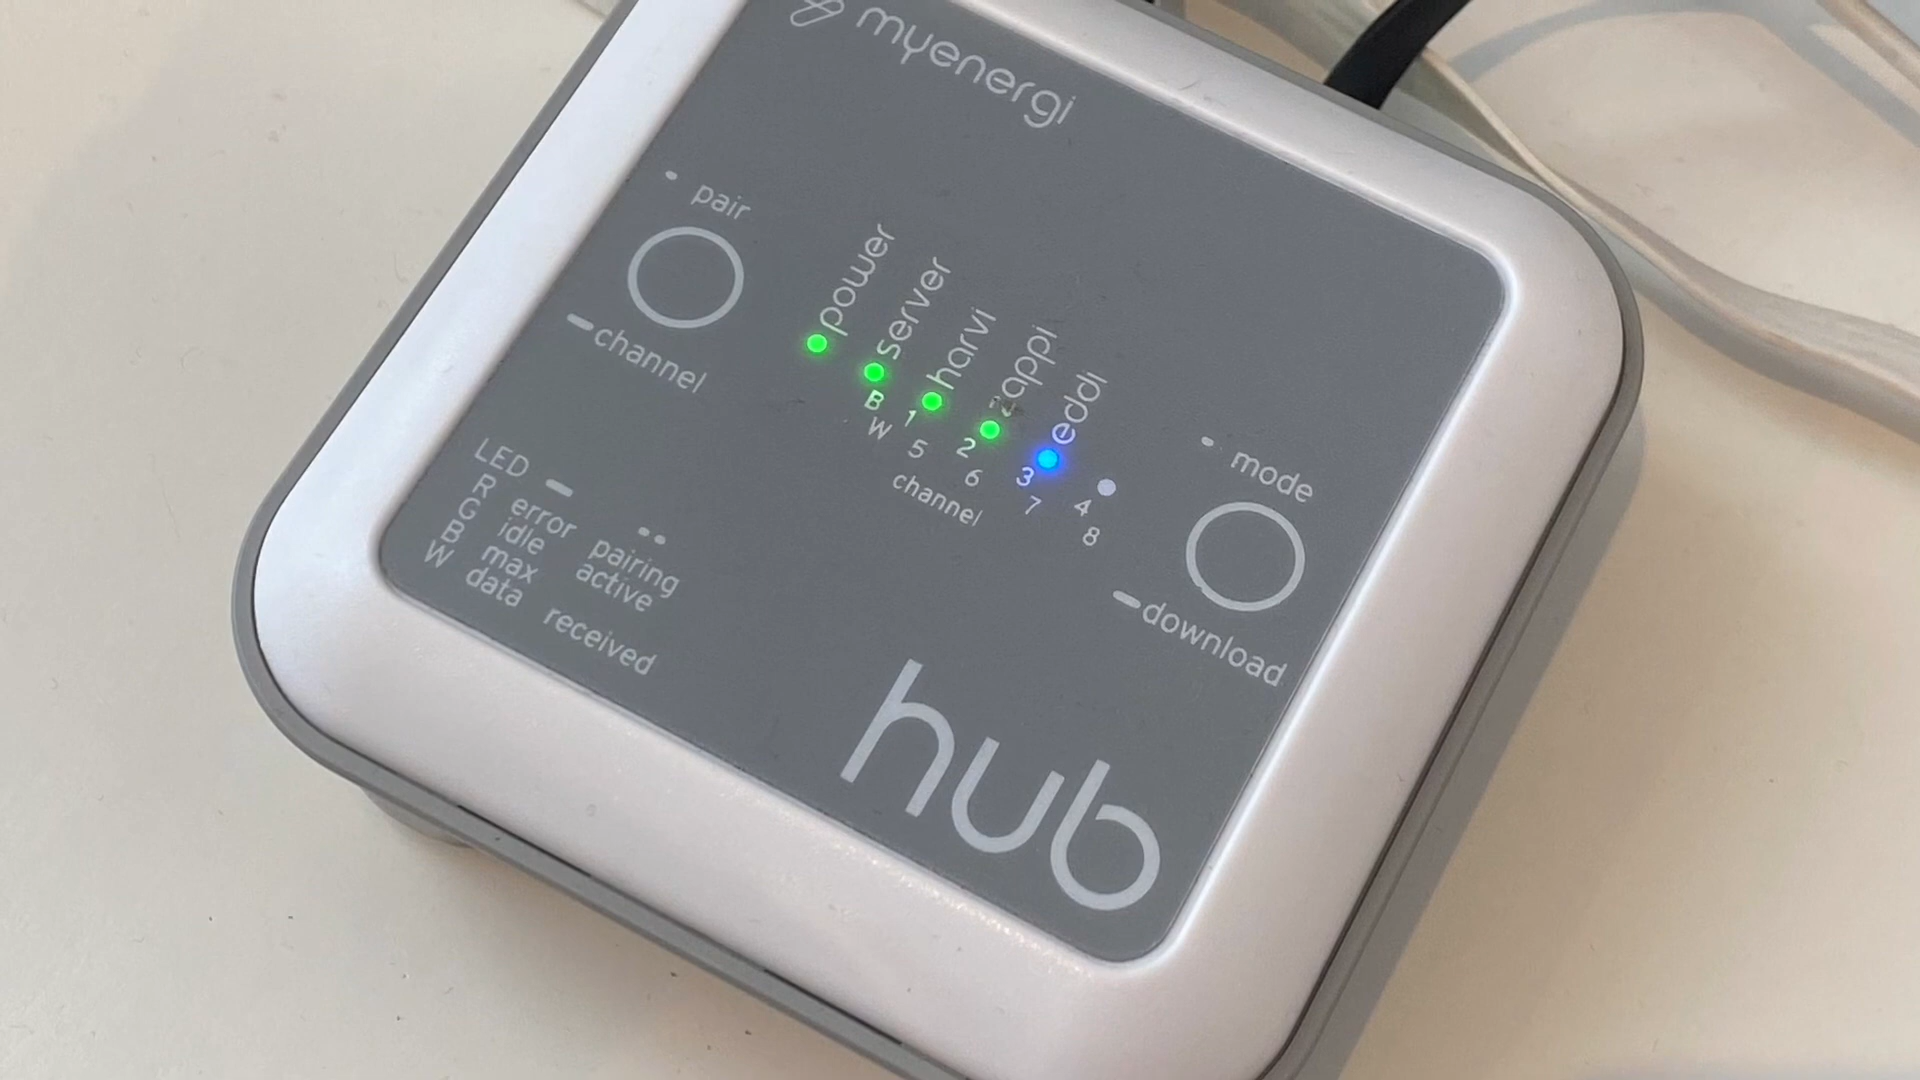 myenergi
pair
channel
power
server
harvi
zappi
eddi
B 1 2 3 4
W 5 6 7 8
channel
mode
download
LED
R error pairing
G idle active
B max
W data received
hub